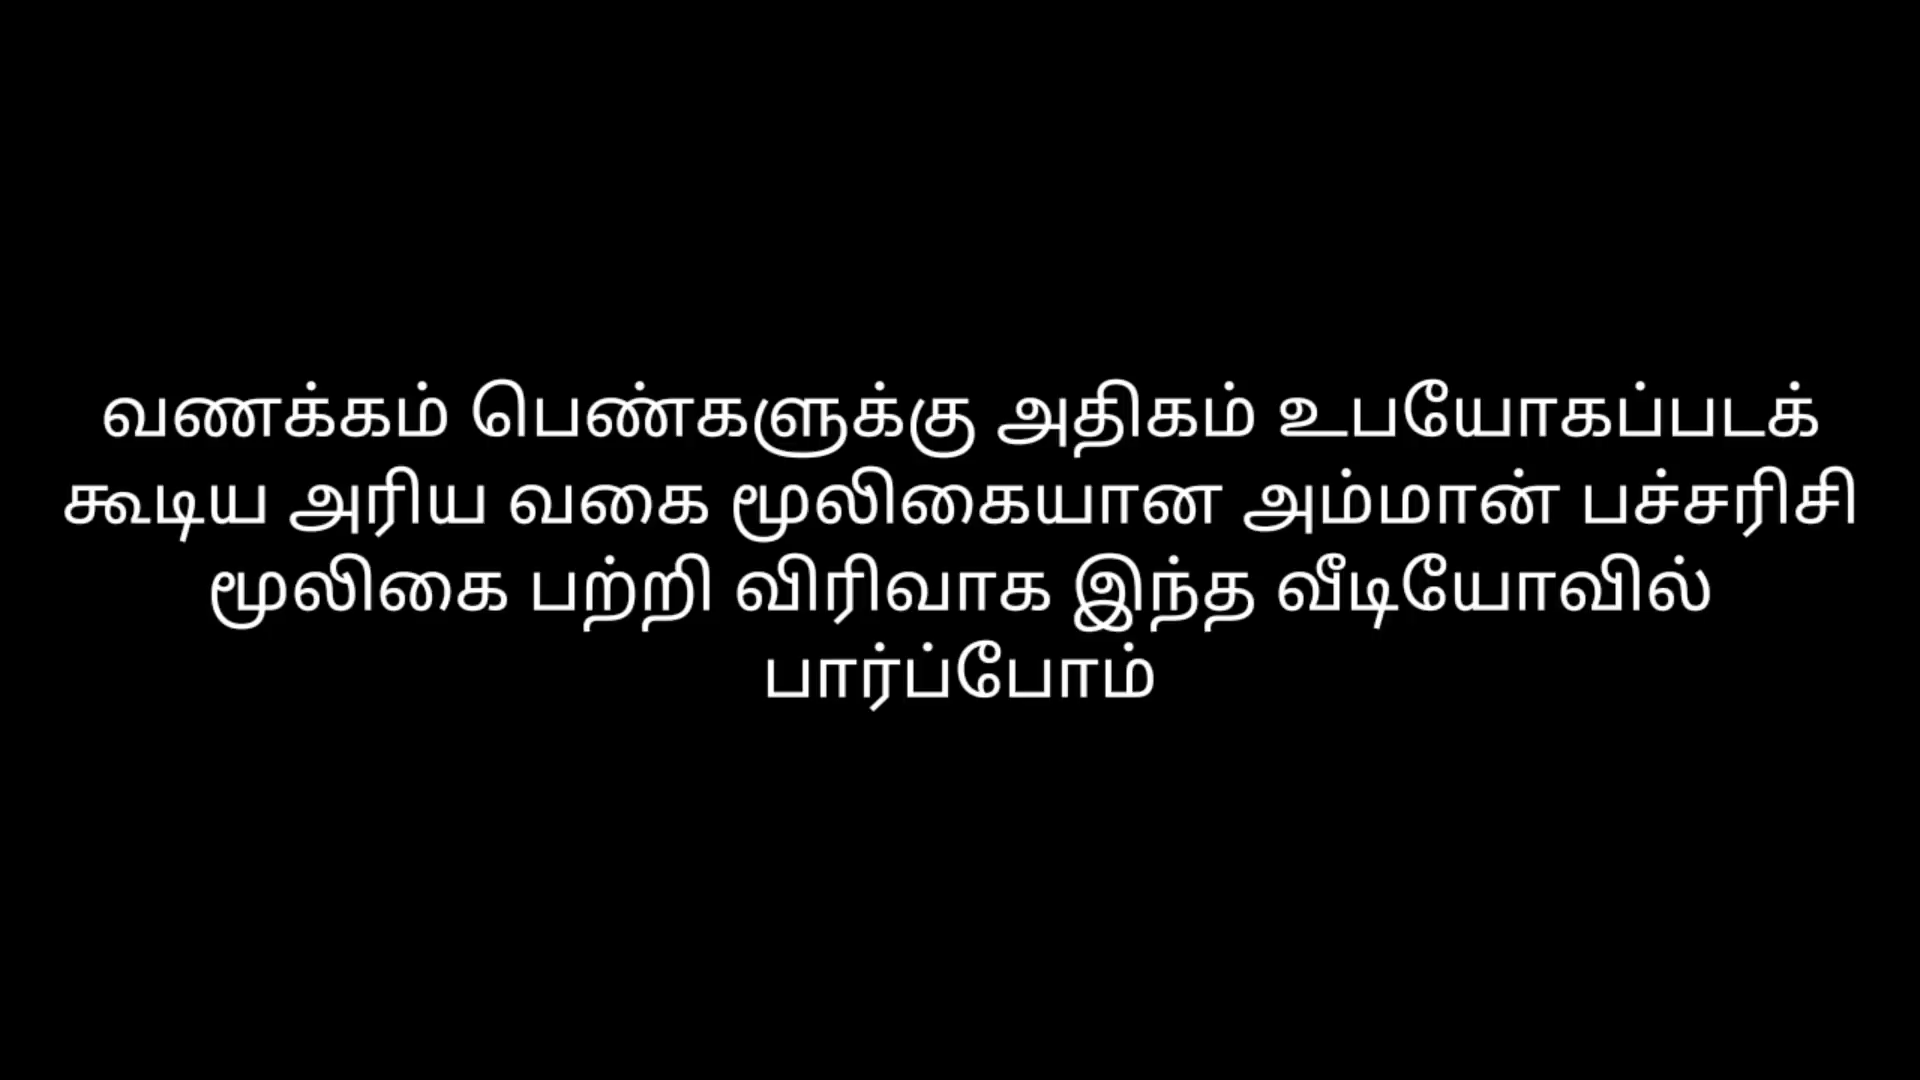 வணக்கம் பெண்களுக்கு அதிகம் உபயோகப்படக்
கூடிய அரிய வகை மூலிகையான அம்மான் பச்சரிசி
மூலிகை பற்றி விரிவாக இந்த வீடியோவில்
பார்ப்போம்